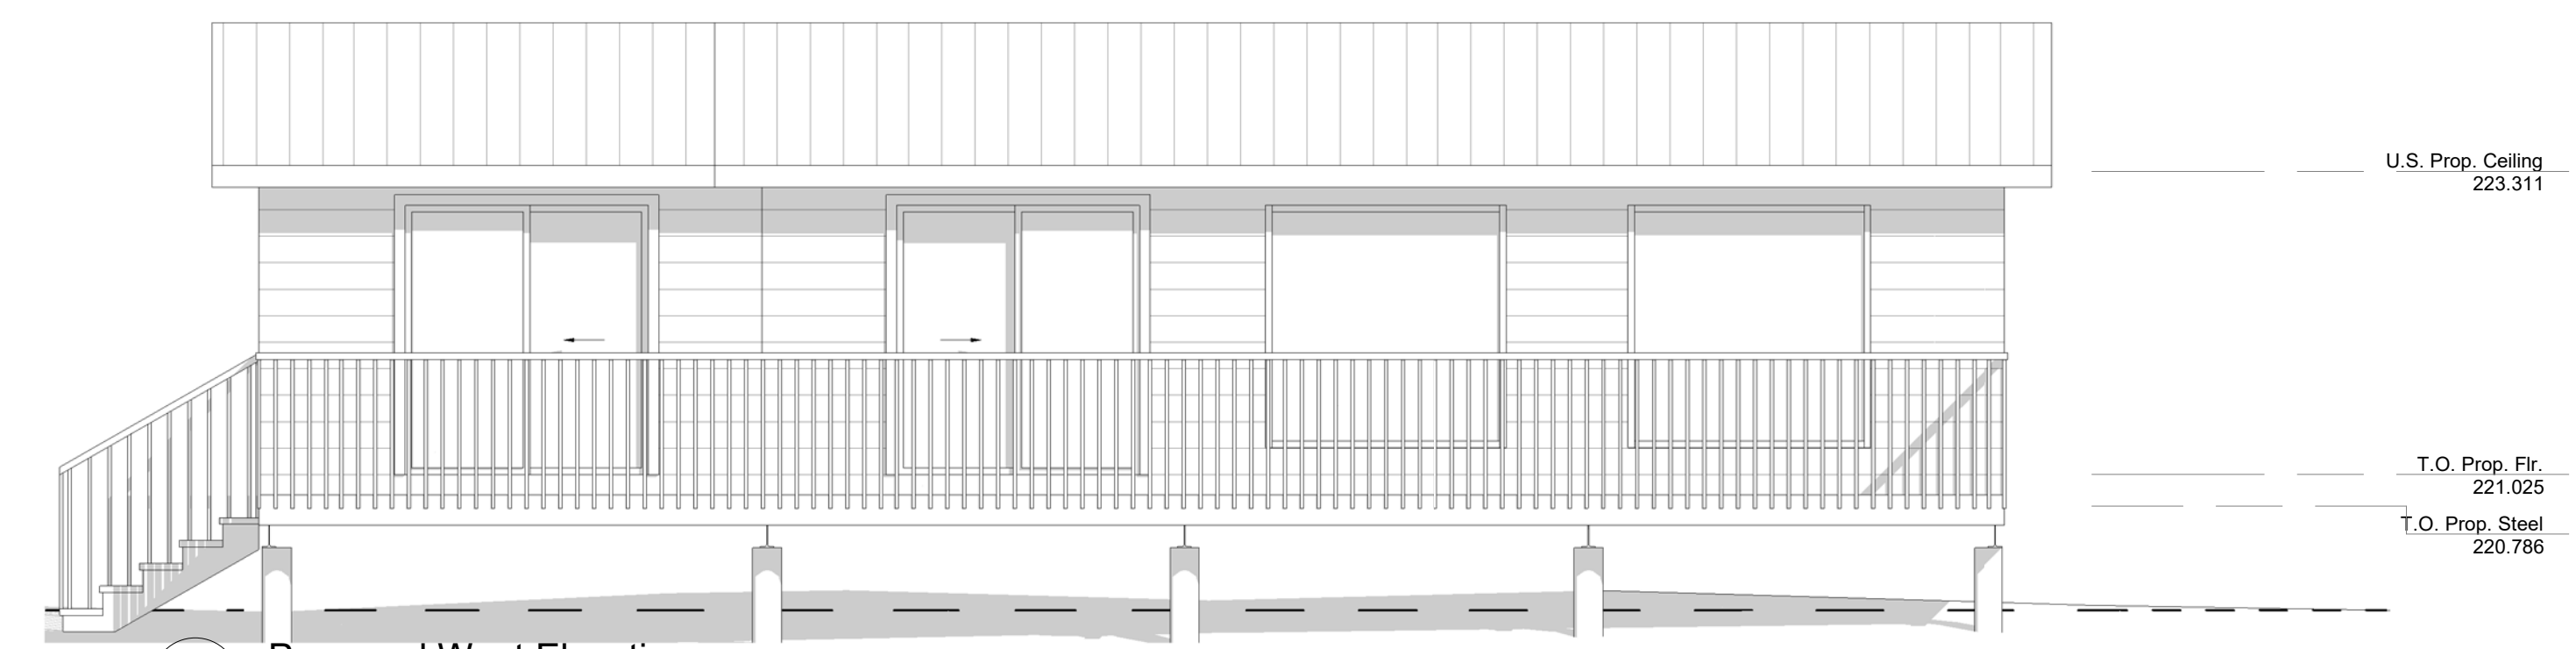 U.S. Prop. Ceiling
223.311
T.O. Prop. Flr.
221.025
T.O. Prop. Steel
220.786